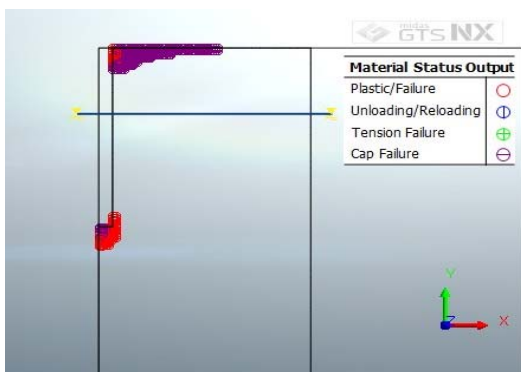 midas
GTS NX
Material Status Output
Plastic/Failure
Unloading/Reloading
Tension Failure
Cap Failure
Y
Z
X